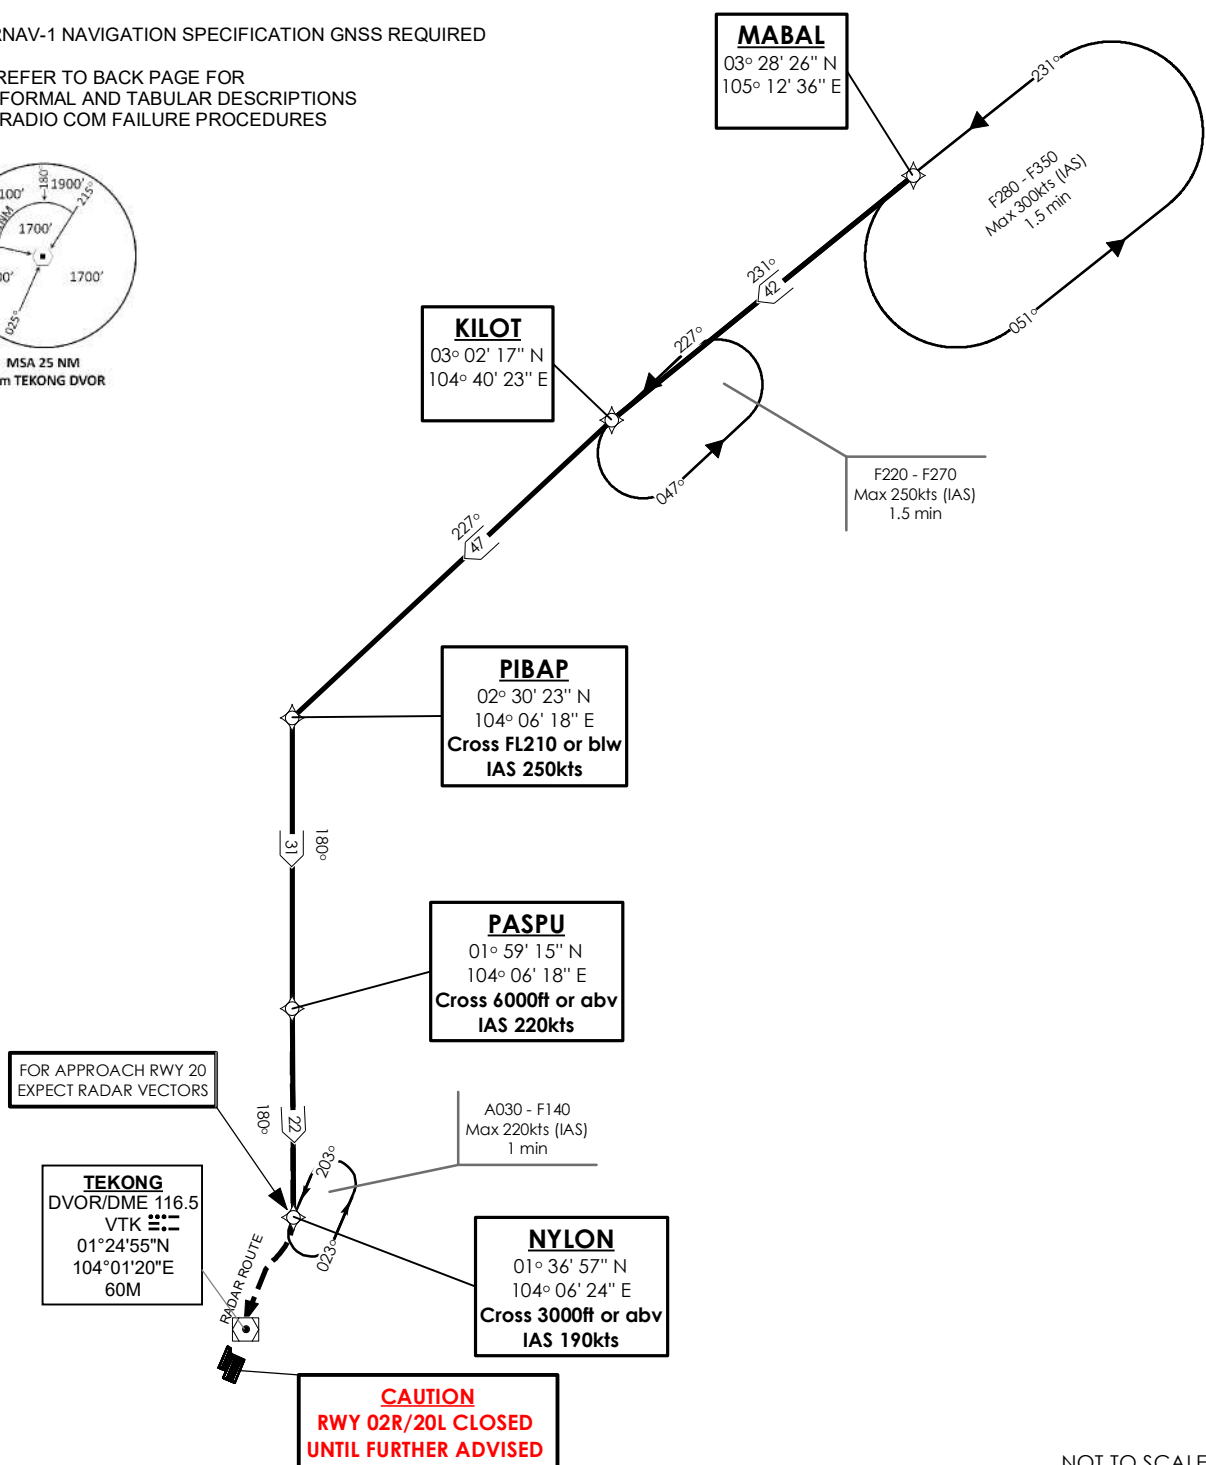 RNAV-1 NAVIGATION SPECIFICATION GNSS REQUIRED
REFER TO BACK PAGE FOR
FORMAL AND TABULAR DESCRIPTIONS
RADIO COM FAILURE PROCEDURES
180°
1900'
215°
100'
NM
1700'
1700'
00'
025°
MSA 25 NM
m TEKONG DVOR
MABAL
03° 28' 26" N
105° 12' 36" E
231°
F280 - F350
Max 300kts (IAS)
1.5 min
051°
231°
42
KILOT
03° 02' 17" N
104° 40' 23" E
227°
047°
F220 - F270
Max 250kts (IAS)
1.5 min
227°
47
PIBAP
02° 30' 23" N
104° 06' 18" E
Cross FL210 or blw
IAS 250kts
31
180°
PASPU
01° 59' 15" N
104° 06' 18" E
Cross 6000ft or abv
IAS 220kts
FOR APPROACH RWY 20
EXPECT RADAR VECTORS
180°
22
A030 - F140
Max 220kts (IAS)
1 min
203°
023°
TEKONG
DVOR/DME 116.5
VTK
01°24'55"N
104°01'20"E
60M
RADAR ROUTE
NYLON
01° 36' 57" N
104° 06' 24" E
Cross 3000ft or abv
IAS 190kts
CAUTION
RWY 02R/20L CLOSED
UNTIL FURTHER ADVISED
NOT TO SCALE